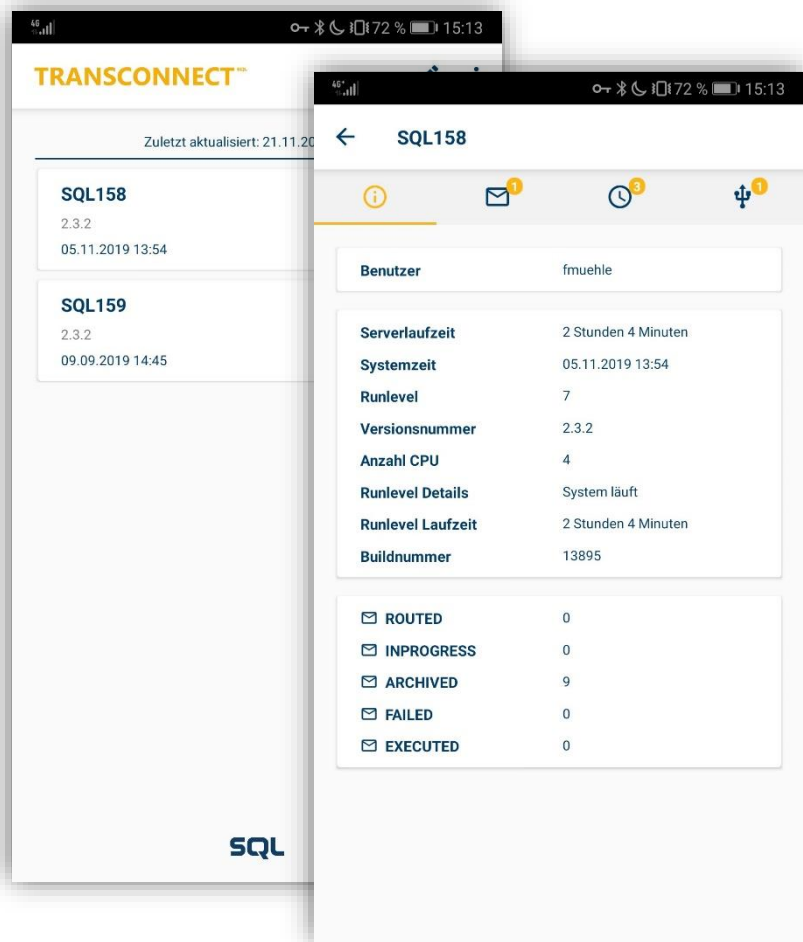 72 % 15:13
TRANSCONNECT
Zuletzt aktualisiert: 21.11.20
SQL158
2.3.2
05.11.2019 13:54
SQL159
2.3.2
09.09.2019 14:45
SQL
72 % 15:13
SQL158
1 3 1
Benutzer fmuehle
Serverlaufzeit 2 Stunden 4 Minuten
Systemzeit 05.11.2019 13:54
Runlevel 7
Versionsnummer 2.3.2
Anzahl CPU 4
Runlevel Details System läuft
Runlevel Laufzeit 2 Stunden 4 Minuten
Buildnummer 13895
ROUTED 0
INPROGRESS 0
ARCHIVED 9
FAILED 0
EXECUTED 0